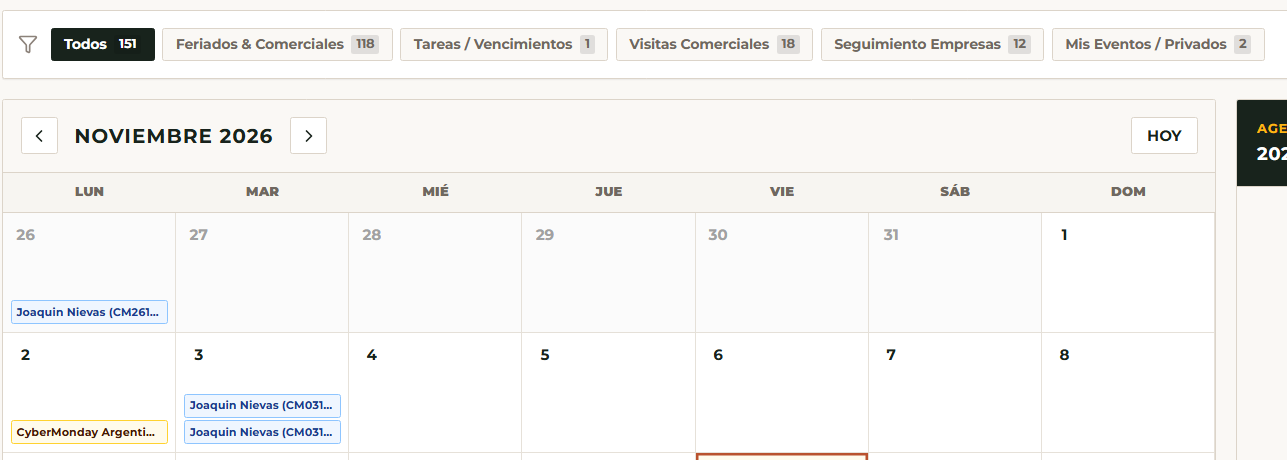 Todos 151 Feriados & Comerciales 118 Tareas / Vencimientos 1 Visitas Comerciales 18 Seguimiento Empresas 12 Mis Eventos / Privados 2
NOVIEMBRE 2026 HOY
AGE
202
LUN MAR MIÉ JUE VIE SÁB DOM
26 27 28 29 30 31 1
Joaquin Nievas (CM261...
2 3 4 5 6 7 8
Joaquin Nievas (CM031...
CyberMonday Argenti... Joaquin Nievas (CM031...